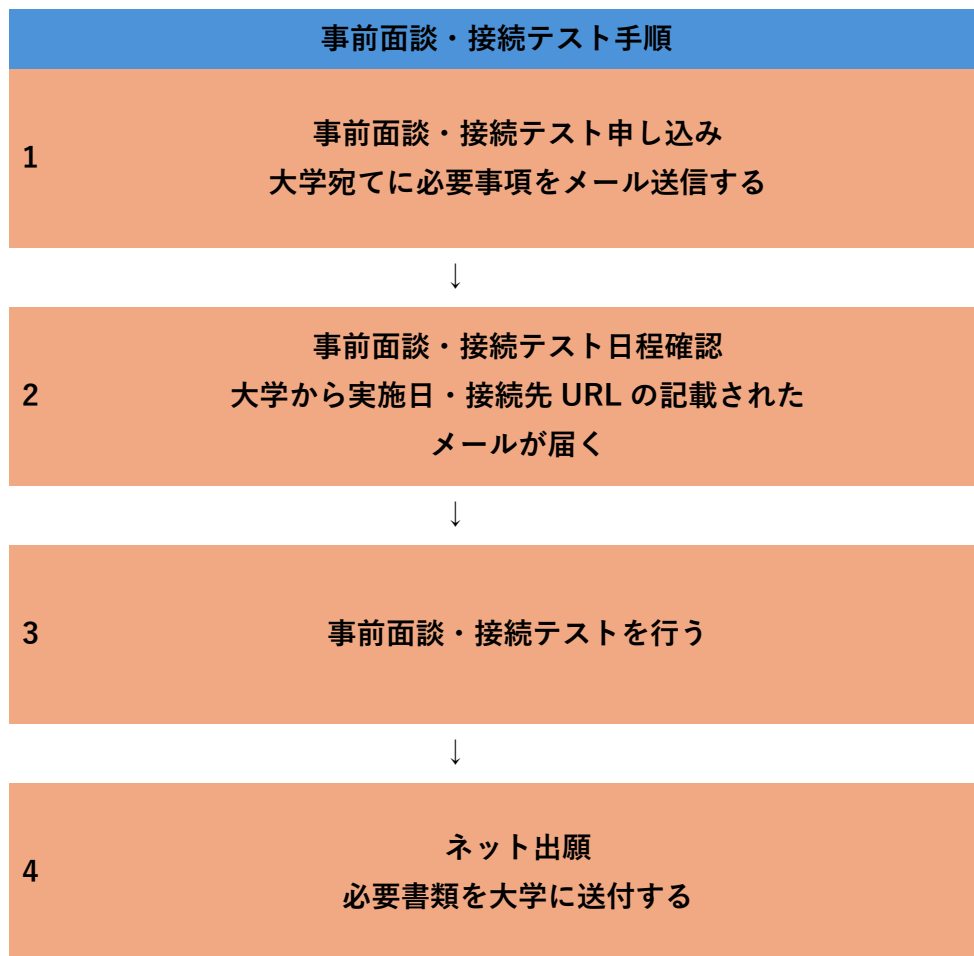 事前面談・接続テスト手順
1
事前面談・接続テスト申し込み
大学宛てに必要事項をメール送信する
↓
2
事前面談・接続テスト日程確認
大学から実施日・接続先 URL の記載された
メールが届く
↓
3
事前面談・接続テストを行う
↓
4
ネット出願
必要書類を大学に送付する